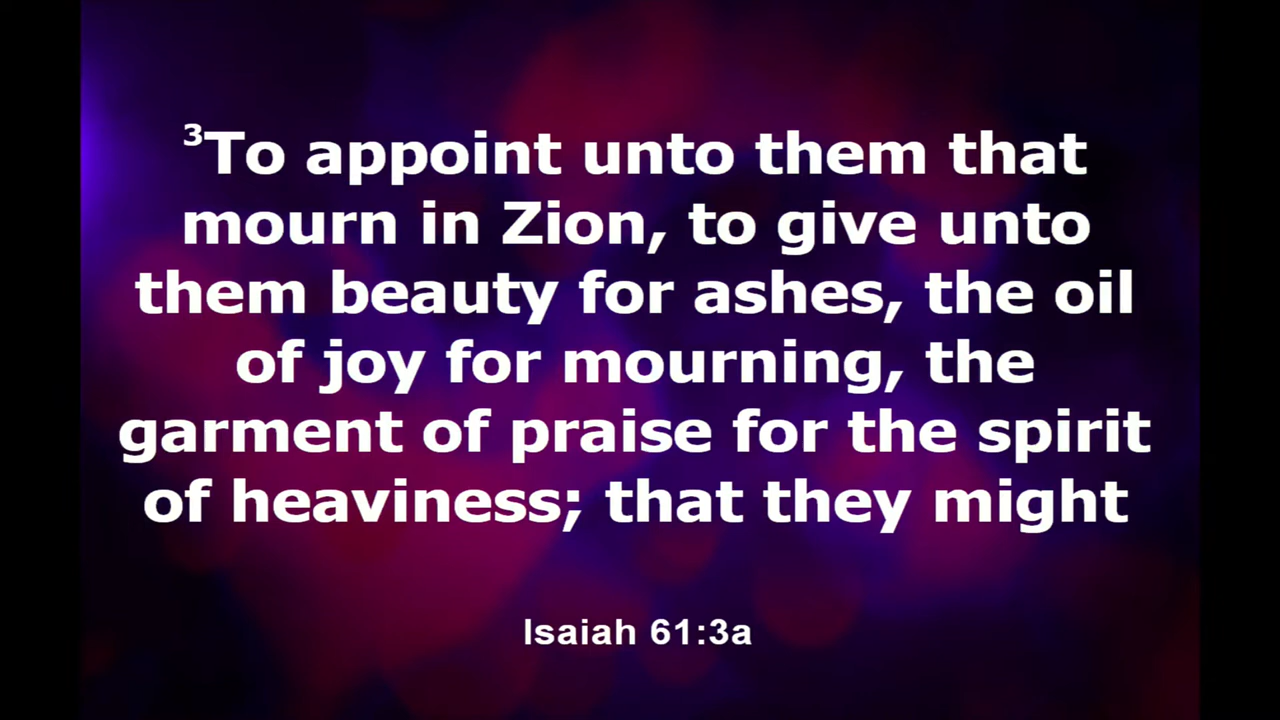 ³To appoint unto them that
mourn in Zion, to give unto
them beauty for ashes, the oil
of joy for mourning, the
garment of praise for the spirit
of heaviness; that they might
Isaiah 61:3a